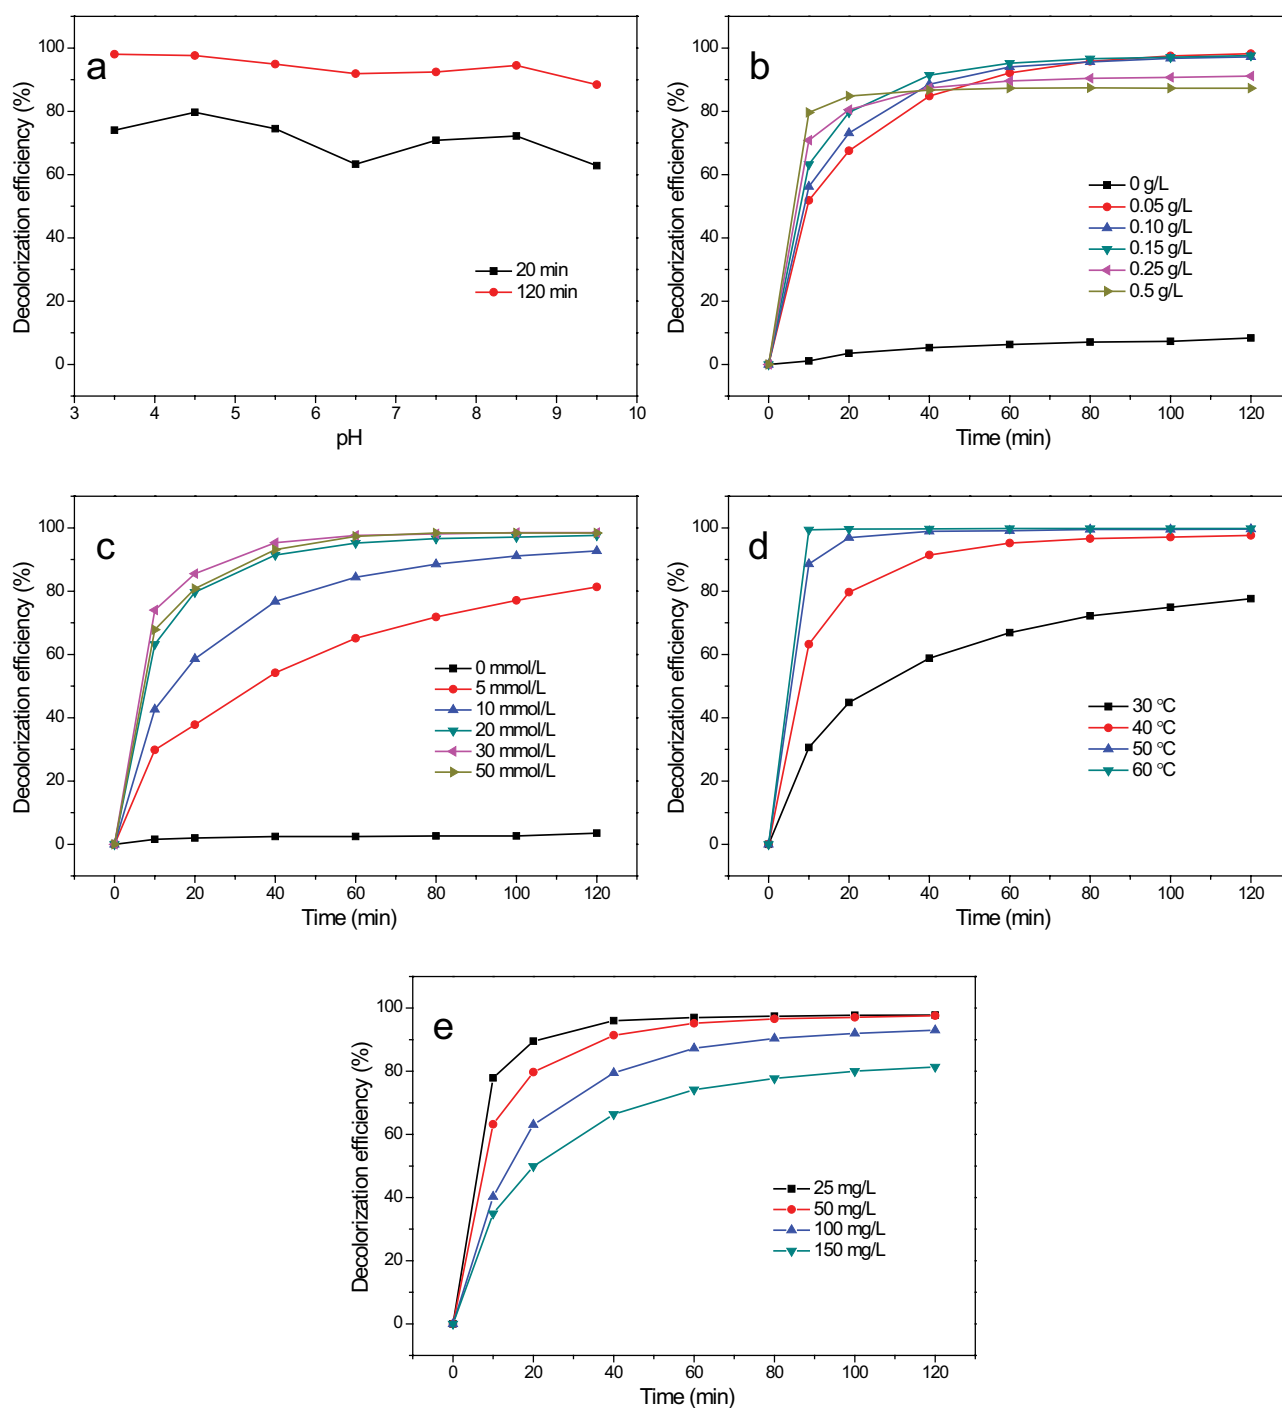 a
Decolorization efficiency (%)
100
80
60
40
20
0
20 min
120 min
3 4 5 6 7 8 9 10
pH
b
Decolorization efficiency (%)
100
80
60
40
20
0
0 g/L
0.05 g/L
0.10 g/L
0.15 g/L
0.25 g/L
0.5 g/L
0 20 40 60 80 100 120
Time (min)
c
Decolorization efficiency (%)
100
80
60
40
20
0
0 mmol/L
5 mmol/L
10 mmol/L
20 mmol/L
30 mmol/L
50 mmol/L
0 20 40 60 80 100 120
Time (min)
d
Decolorization efficiency (%)
100
80
60
40
20
0
30 °C
40 °C
50 °C
60 °C
0 20 40 60 80 100 120
Time (min)
e
Decolorization efficiency (%)
100
80
60
40
20
0
25 mg/L
50 mg/L
100 mg/L
150 mg/L
0 20 40 60 80 100 120
Time (min)